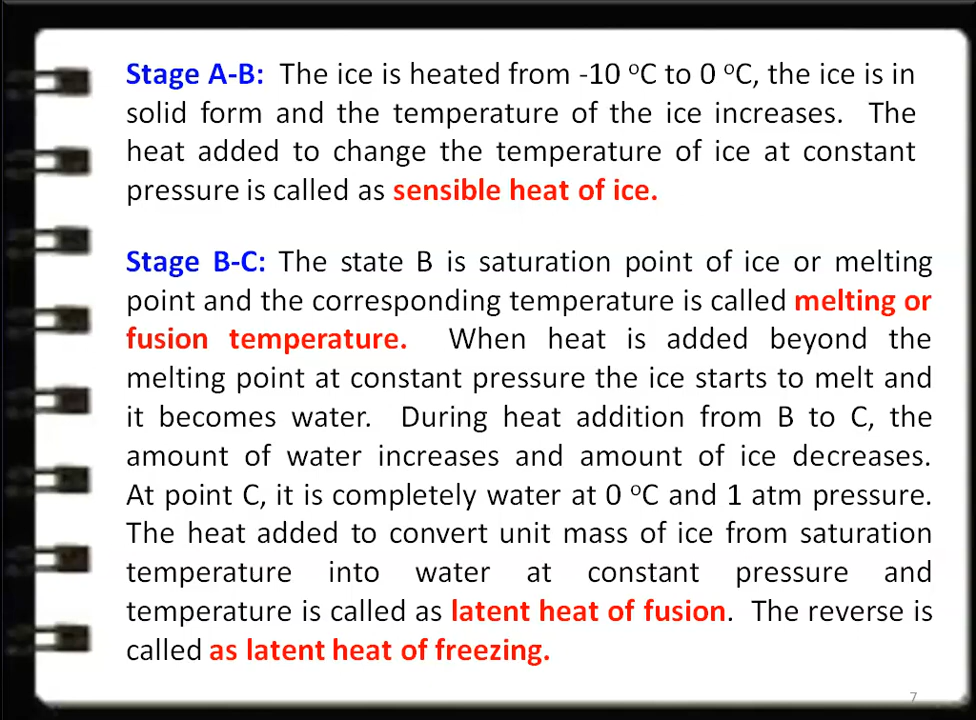 Stage A-B: The ice is heated from -10 ºC to 0 ºC, the ice is in
solid form and the temperature of the ice increases. The
heat added to change the temperature of ice at constant
pressure is called as sensible heat of ice.
Stage B-C: The state B is saturation point of ice or melting
point and the corresponding temperature is called melting or
fusion temperature. When heat is added beyond the
melting point at constant pressure the ice starts to melt and
it becomes water. During heat addition from B to C, the
amount of water increases and amount of ice decreases.
At point C, it is completely water at 0 ºC and 1 atm pressure.
The heat added to convert unit mass of ice from saturation
temperature into water at constant pressure and
temperature is called as latent heat of fusion. The reverse is
called as latent heat of freezing.
7